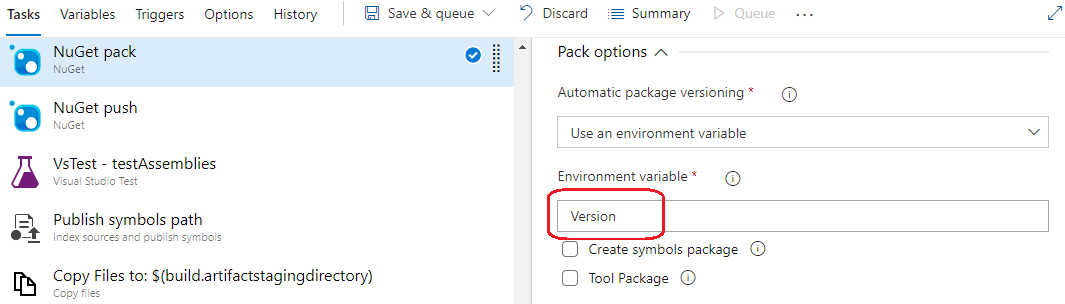 Tasks Variables Triggers Options History Save & queue Discard Summary Queue ...
NuGet pack
NuGet
NuGet push
NuGet
VsTest - testAssemblies
Visual Studio Test
Publish symbols path
Index sources and publish symbols
Copy Files to: $(build.artifactstagingdirectory)
Copy files
Pack options
Automatic package versioning *
Use an environment variable
Environment variable *
Version
Create symbols package
Tool Package